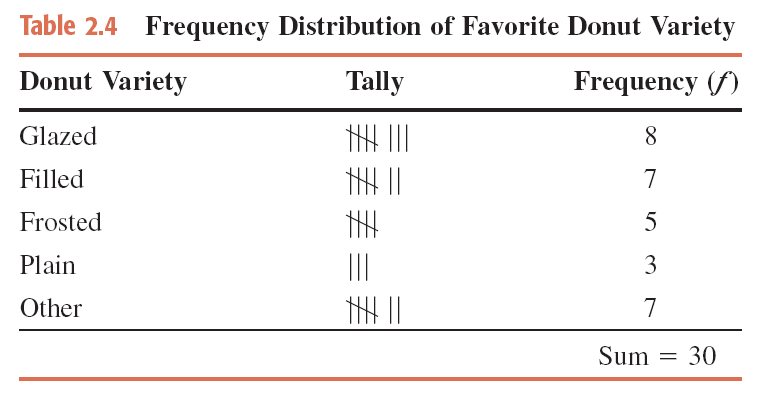 Table 2.4 Frequency Distribution of Favorite Donut Variety
Donut Variety Tally Frequency (f)
Glazed 8
Filled 7
Frosted 5
Plain ||| 3
Other 7
Sum = 30